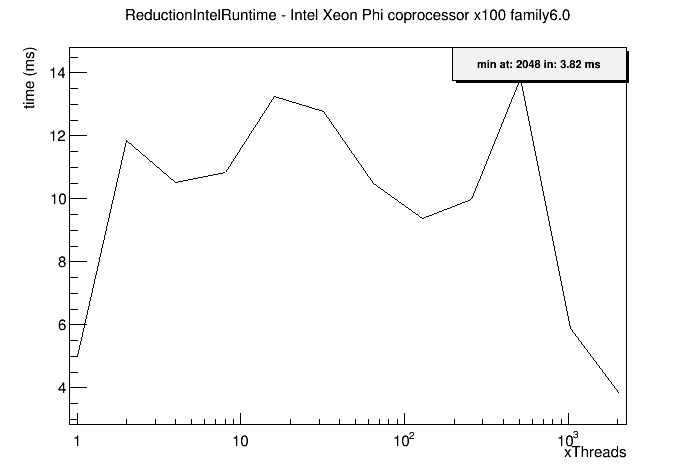 ReductionIntelRuntime - Intel Xeon Phi coprocessor x100 family6.0
time (ms)
min at: 2048 in: 3.82 ms
14
12
10
8
6
4
1 10 10² 10³
xThreads